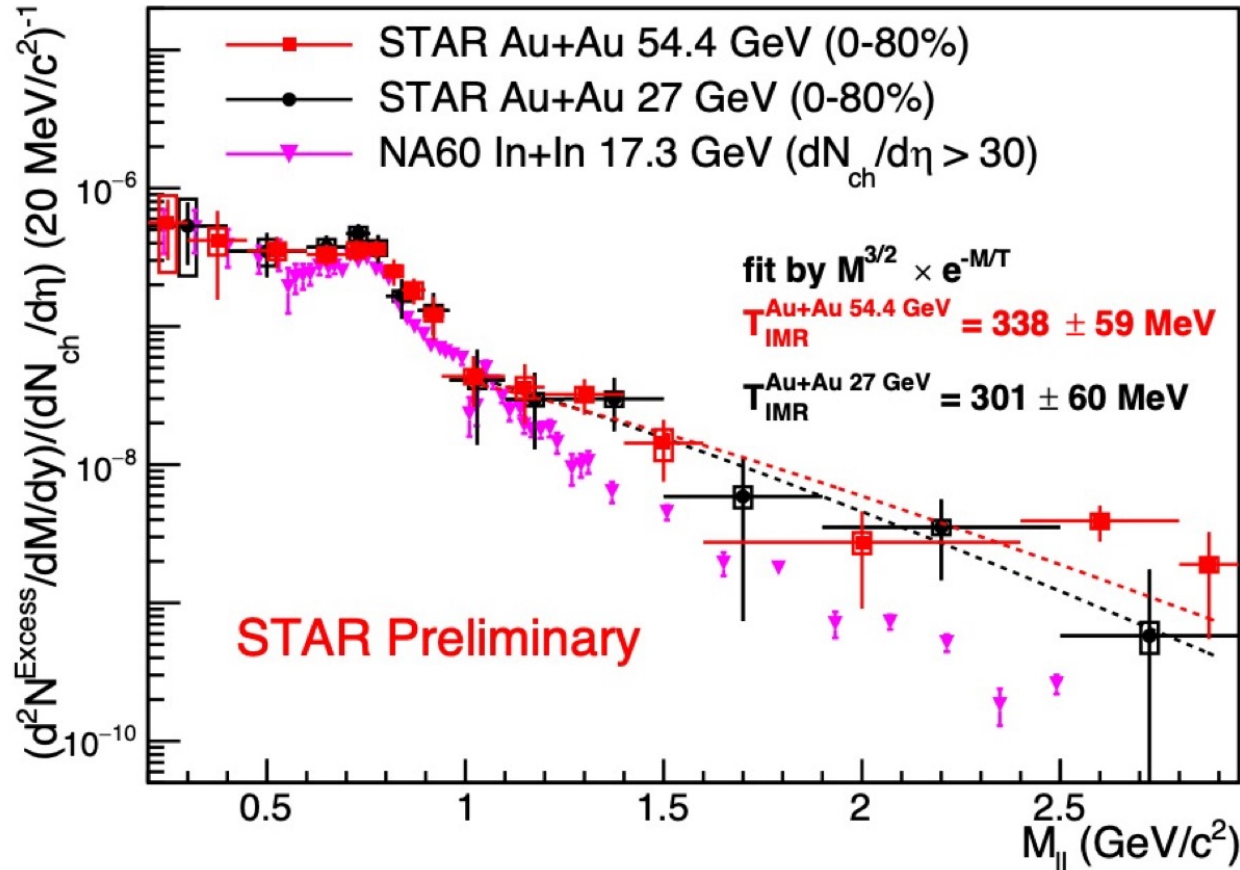 (d²N^Excess/dM/dy)/(dN_ch/dη) (20 MeV/c²)⁻¹
STAR Au+Au 54.4 GeV (0-80%)
STAR Au+Au 27 GeV (0-80%)
NA60 In+In 17.3 GeV (dN_ch/dη > 30)
10⁻⁶
fit by M^3/2 × e^-M/T
T_IMR^Au+Au 54.4 GeV = 338 ± 59 MeV
T_IMR^Au+Au 27 GeV = 301 ± 60 MeV
10⁻⁸
STAR Preliminary
10⁻¹⁰
0.5 1 1.5 2 2.5
M_ll (GeV/c²)